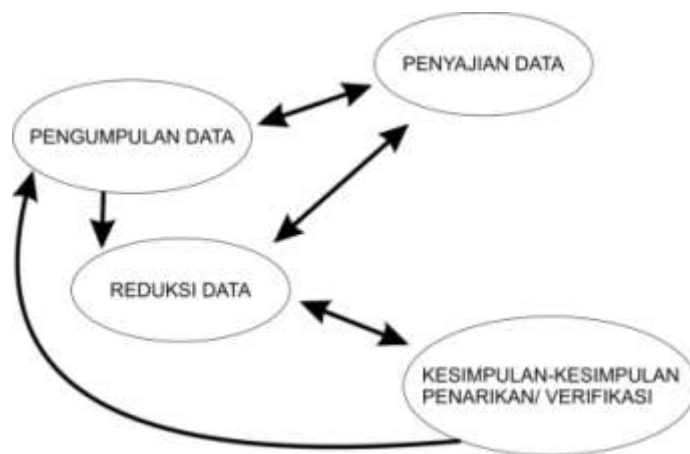 PENYAJIAN DATA
PENGUMPULAN DATA
REDUKSI DATA
KESIMPULAN-KESIMPULAN
PENARIKAN/ VERIFIKASI